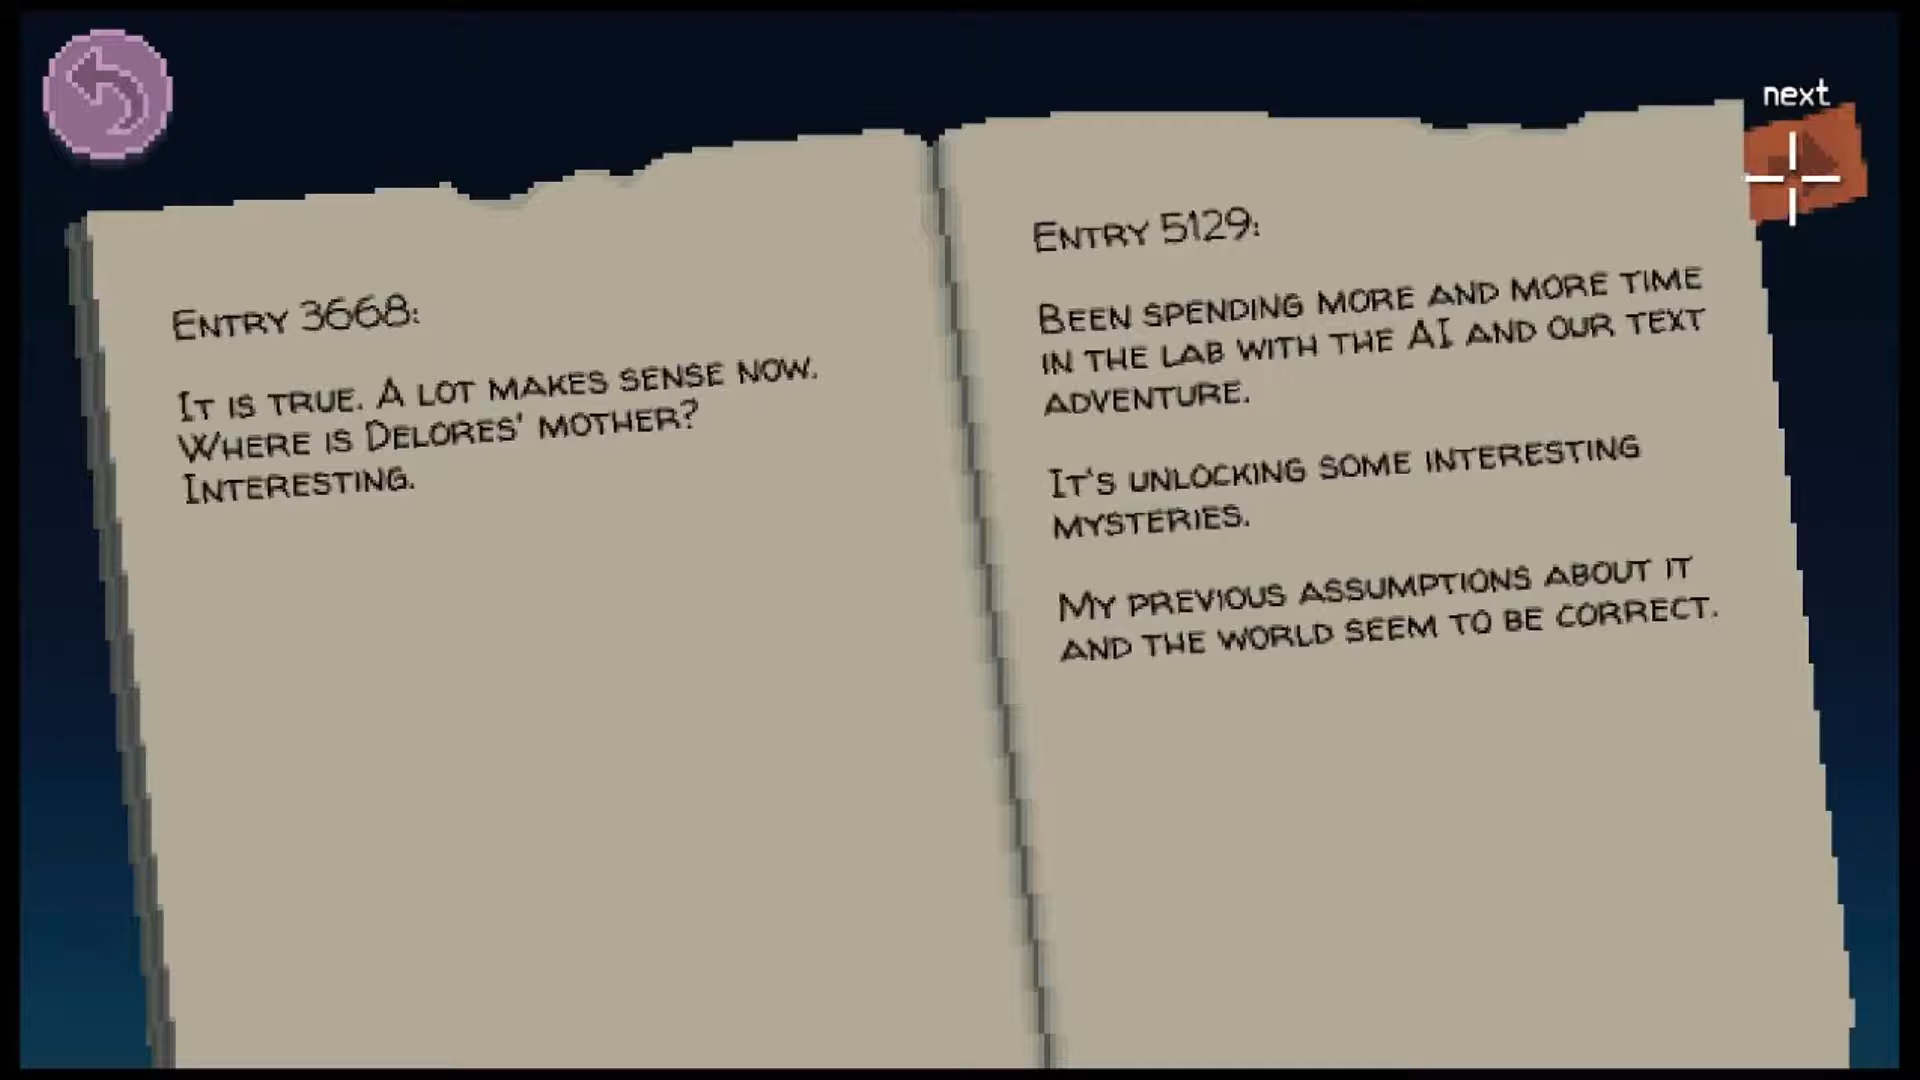 next
Entry 3668:
It is true. A lot makes sense now.
Where is Delores' mother?
Interesting.
Entry 5129:
Been spending more and more time
in the lab with the AI and our text
adventure.
It's unlocking some interesting
mysteries.
My previous assumptions about it
and the world seem to be correct.